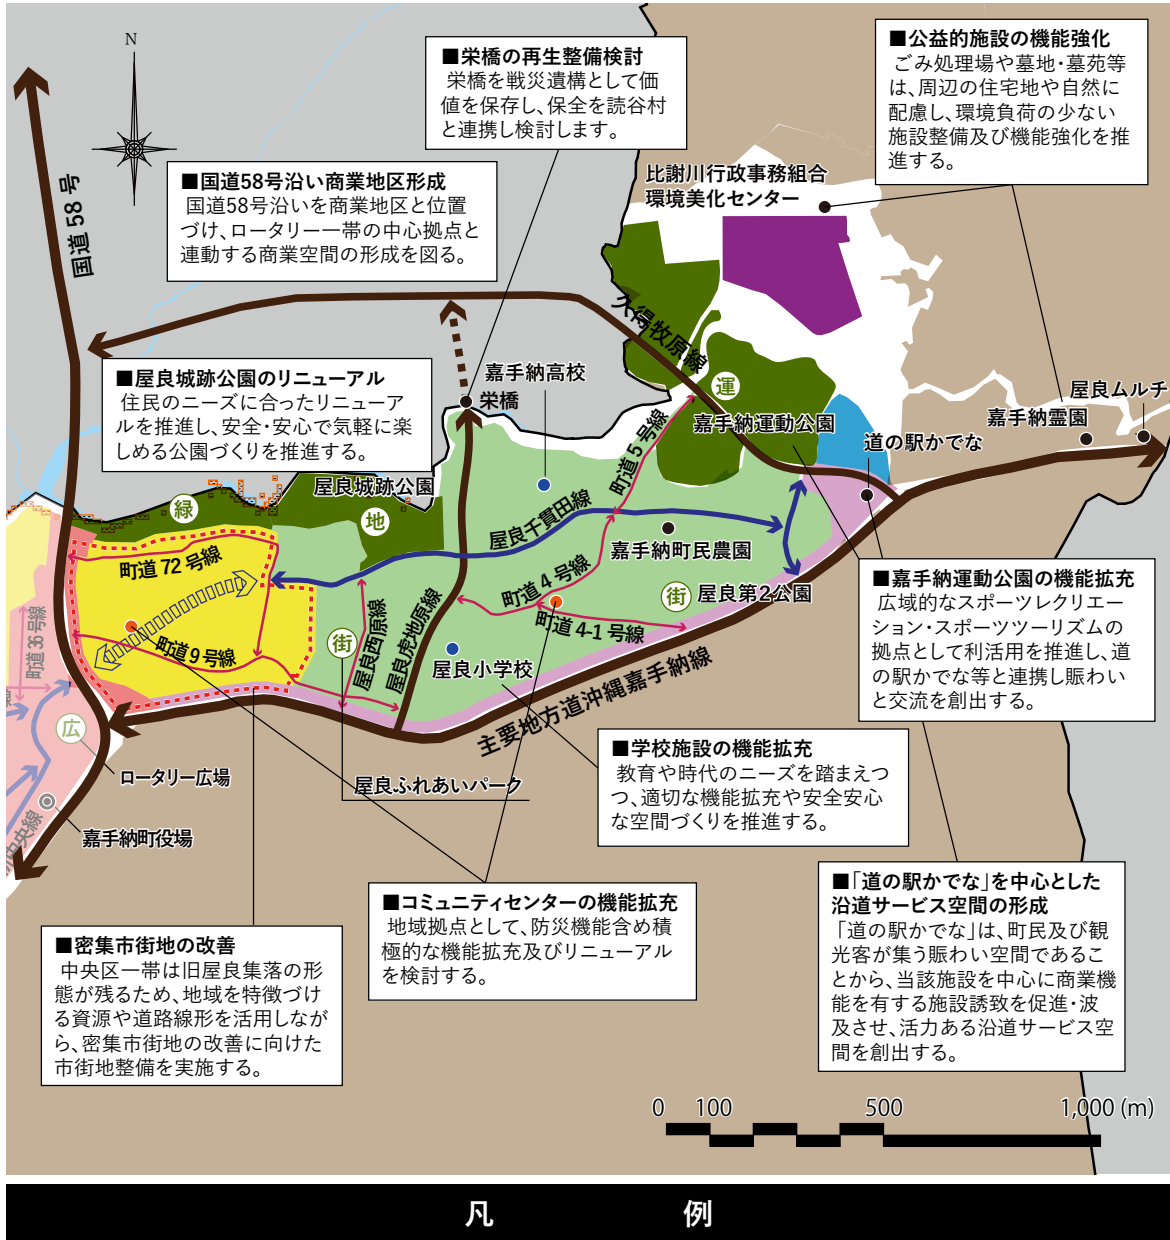 N
国道 58 号
■栄橋の再生整備検討
栄橋を戦災遺構として価
値を保存し、保全を読谷村
と連携し検討します。
■公益的施設の機能強化
ごみ処理場や墓地・墓苑等
は、周辺の住宅地や自然に
配慮し、環境負荷の少ない
施設整備及び機能強化を推
進する。
■国道58号沿い商業地区形成
国道58号沿いを商業地区と位置
づけ、ロータリー一帯の中心拠点と
連動する商業空間の形成を図る。
比謝川行政事務組合
環境美化センター
久得牧原線
■屋良城跡公園のリニューアル
住民のニーズに合ったリニューア
ルを推進し、安全・安心で気軽に楽
しめる公園づくりを推進する。
嘉手納高校
栄橋
運
嘉手納運動公園
道の駅かでな
嘉手納霊園
屋良ムルチ
町道 5 号線
屋良城跡公園
緑
地
屋良千貫田線
嘉手納町民農園
町道 72 号線
町道 4 号線
街
屋良第2公園
町道 4-1 号線
町道 36 号線
町道 9 号線
街
屋良西原線
屋良虎地原線
屋良小学校
主要地方道沖縄嘉手納線
■嘉手納運動公園の機能拡充
広域的なスポーツレクリエー
ション・スポーツツーリズムの
拠点として利活用を推進し、道
の駅かでな等と連携し賑わい
と交流を創出する。
広
ロータリー広場
屋良ふれあいパーク
■学校施設の機能拡充
教育や時代のニーズを踏まえつ
つ、適切な機能拡充や安全安心
な空間づくりを推進する。
嘉手納町役場
中央線
■コミュニティセンターの機能拡充
地域拠点として、防災機能含め積
極的な機能拡充及びリニューアル
を検討する。
■「道の駅かでな」を中心とした
沿道サービス空間の形成
「道の駅かでな」は、町民及び観
光客が集う賑わい空間であるこ
とから、当該施設を中心に商業機
能を有する施設誘致を促進・波
及させ、活力ある沿道サービス空
間を創出する。
■密集市街地の改善
中央区一帯は旧屋良集落の形
態が残るため、地域を特徴づけ
る資源や道路線形を活用しなが
ら、密集市街地の改善に向けた
市街地整備を実施する。
0 100 500 1,000 (m)
凡 例